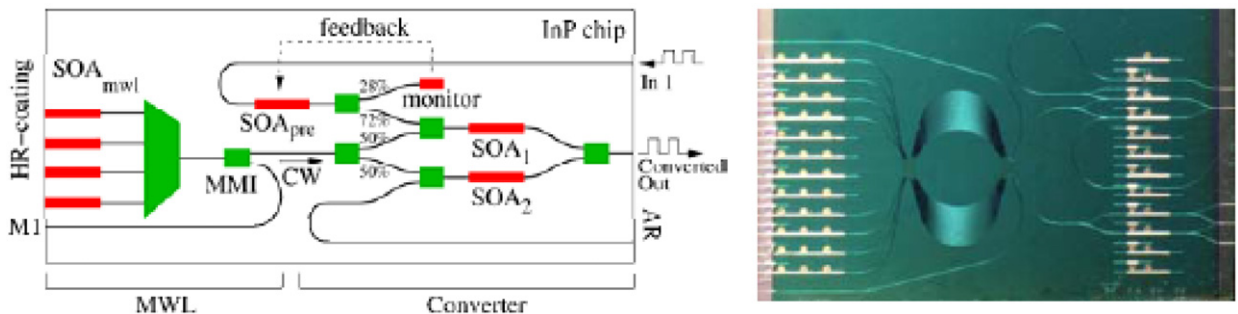 feedback
InP chip
HR-coating
SOA
mwl
28%
monitor
In 1
SOA
pre
72%
50%
SOA
1
MMI
CW
50%
SOA
2
Converted
Out
M1
AR
MWL
Converter